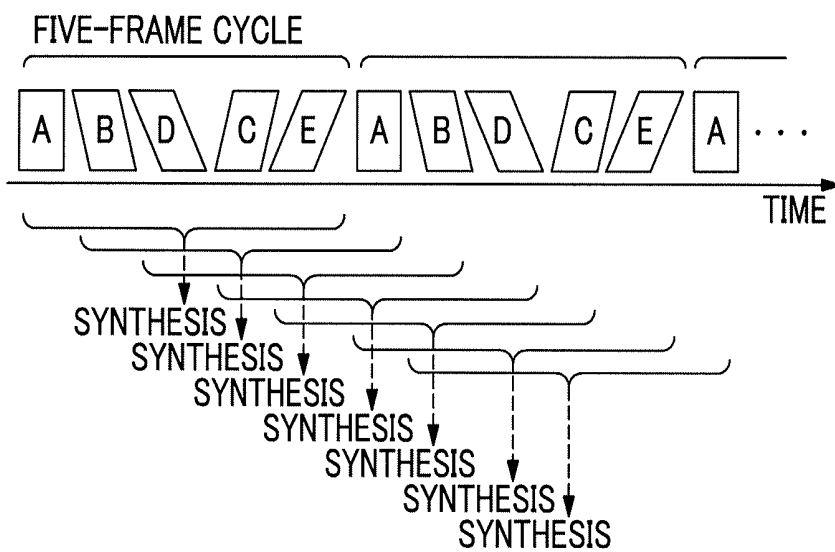 FIVE-FRAME CYCLE
A B D C E A B D C E A ...
TIME
SYNTHESIS
SYNTHESIS
SYNTHESIS
SYNTHESIS
SYNTHESIS
SYNTHESIS
SYNTHESIS